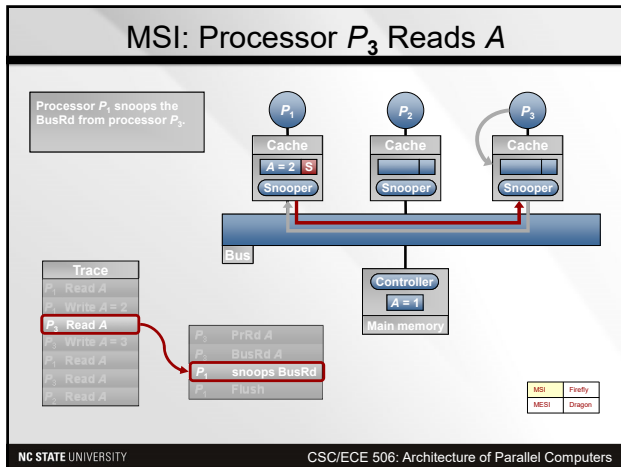 MSI: Processor P3 Reads A
Processor P1 snoops the
BusRd from processor P3.
P1
P2
P3
Cache
Cache
Cache
A = 2 S
Snooper
Snooper
Snooper
Bus
Controller
A = 1
Main memory
Trace
P1 Read A
P1 Write A = 2
P3 Read A
P3 Write A = 3
P1 Read A
P3 Read A
P2 Read A
P3 PrRd A
P3 BusRd A
P1 snoops BusRd
P1 Flush
MSI Firefly
MESI Dragon
NC STATE UNIVERSITY
CSC/ECE 506: Architecture of Parallel Computers